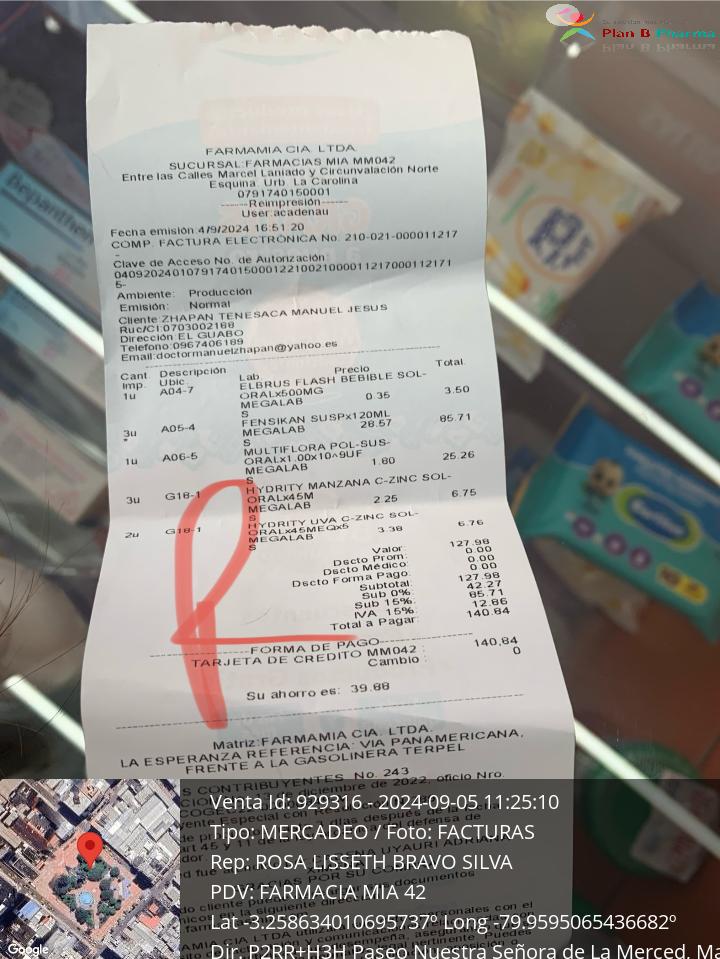 Plan B Pharma
FARMAMIA CIA. LTDA.
SUCURSAL:FARMACIAS MIA MM042
Entre las Calles Marcel Laniado y Circunvalación Norte
Esquina. Urb. La Carolina
0791740150001
------Reimpresión------
User:acadenau
Fecha emisión 4/9/2024 16:51:20
COMP. FACTURA ELECTRÓNICA No. 210-021-000011217
-
Clave de Acceso No. de Autorización:
04092024010791740150001221002100001121700011217 1
5-
Ambiente: Producción
Emisión: Normal
Cliente:ZHAPAN TENESACA MANUEL JESUS
Ruc/CI:0703002188
Dirección:EL GUABO
Telefono:0967406189
Email:doctormanuelzhapan@yahoo.es
Cant. Descripción Lab Precio Total.
Imp. Ubic.
1u A04-7 ELBRUS FLASH BEBIBLE SOL-
ORALx500MG 0.35 3.50
MEGALAB
S
3u A05-4 FENSIKAN SUSPx120ML
MEGALAB 28.57 85.71
*
S
1u A06-5 MULTIFLORA POL-SUS-
ORALx1.00x10^9UF 1.80 25.26
MEGALAB
S
3u G18-1 HYDRITY MANZANA C-ZINC SOL-
ORALx45M 2.25 6.75
MEGALAB
S
2u G18-1 HYDRITY UVA C-ZINC SOL-
ORALx45MEQx5 3.38 6.76
MEGALAB
S
Valor: 127.98
Dscto Prom: 0.00
Dscto Médico: 0.00
Dscto Forma Pago: 0.00
Subtotal: 127.98
Sub 0%: 42.27
Sub 15%: 85.71
IVA 15%: 12.86
Total a Pagar: 140.84
FORMA DE PAGO
TARJETA DE CREDITO MM042 : 140.84
Cambio : 0
Su ahorro es: 39.88
Matriz:FARMAMIA CIA. LTDA.
LA ESPERANZA REFERENCIA: VIA PANAMERICANA,
FRENTE A LA GASOLINERA TERPEL
S CONTRIBUYENTES No. 243
diciembre de 2022, oficio Nro.
Venta Id: 929316 - 2024-09-05 11:25:10
Tipo: MERCADEO / Foto: FACTURAS
Rep: ROSA LISSETH BRAVO SILVA
PDV: FARMACIA MIA 42
Lat -3.258634010695737º Long -79.9595065436682º
Dir: P2RR+H3H Paseo Nuestra Señora de La Merced, Ma
Google
Bepanthen